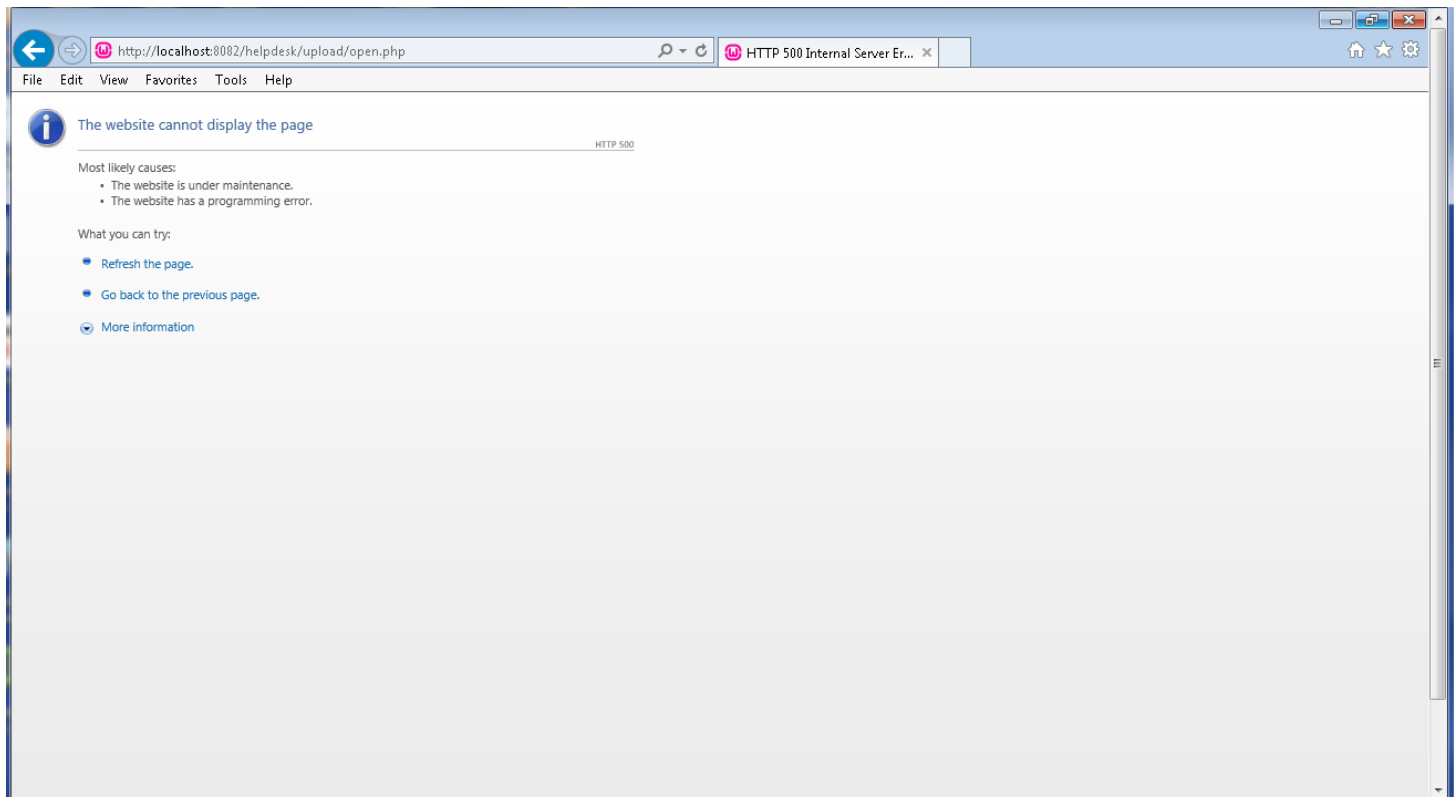 http://localhost:8082/helpdesk/upload/open.php
HTTP 500 Internal Server Er...
File Edit View Favorites Tools Help
The website cannot display the page
HTTP 500
Most likely causes:
• The website is under maintenance.
• The website has a programming error.
What you can try:
Refresh the page.
Go back to the previous page.
More information